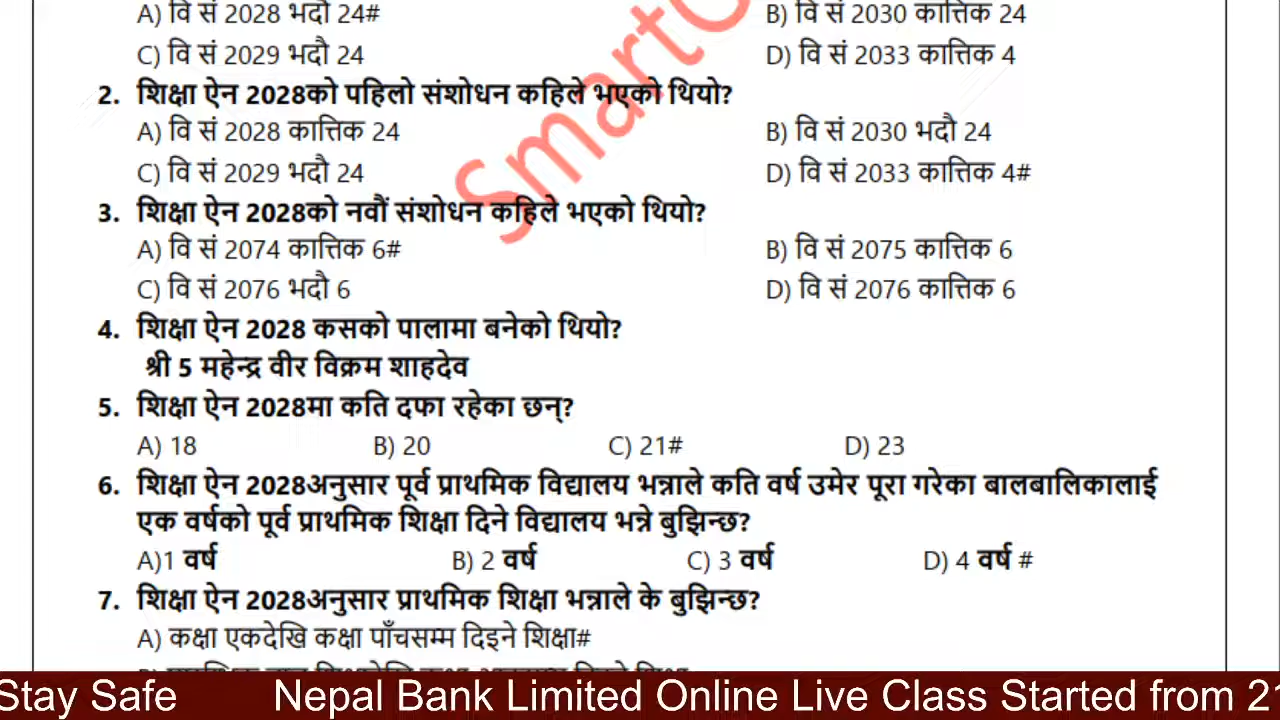 A) वि सं 2028 भदौ 24# B) वि सं 2030 कात्तिक 24
C) वि सं 2029 भदौ 24 D) वि सं 2033 कात्तिक 4
2. शिक्षा ऐन 2028को पहिलो संशोधन कहिले भएको थियो?
A) वि सं 2028 कात्तिक 24 B) वि सं 2030 भदौ 24
C) वि सं 2029 भदौ 24 D) वि सं 2033 कात्तिक 4#
3. शिक्षा ऐन 2028को नवौं संशोधन कहिले भएको थियो?
A) वि सं 2074 कात्तिक 6# B) वि सं 2075 कात्तिक 6
C) वि सं 2076 भदौ 6 D) वि सं 2076 कात्तिक 6
4. शिक्षा ऐन 2028 कसको पालामा बनेको थियो?
श्री 5 महेन्द्र वीर विक्रम शाहदेव
5. शिक्षा ऐन 2028मा कति दफा रहेका छन्?
A) 18 B) 20 C) 21# D) 23
6. शिक्षा ऐन 2028अनुसार पूर्व प्राथमिक विद्यालय भन्नाले कति वर्ष उमेर पूरा गरेका बालबालिकालाई
एक वर्षको पूर्व प्राथमिक शिक्षा दिने विद्यालय भन्ने बुझिन्छ?
A)1 वर्ष B) 2 वर्ष C) 3 वर्ष D) 4 वर्ष #
7. शिक्षा ऐन 2028अनुसार प्राथमिक शिक्षा भन्नाले के बुझिन्छ?
A) कक्षा एकदेखि कक्षा पाँचसम्म दिइने शिक्षा#
Stay Safe Nepal Bank Limited Online Live Class Started from 21